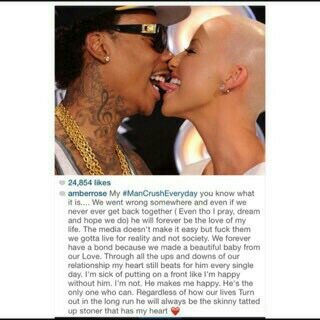 24,854 likes
amberrose My #ManCrushEveryday you know what
it is.... We went wrong somewhere and even if we
never ever get back together ( Even tho I pray, dream
and hope we do) he will forever be the love of my
life. The media doesn't make it easy but fuck them
we gotta live for reality and not society. We forever
have a bond because we made a beautiful baby from
our Love. Through all the ups and downs of our
relationship my heart still beats for him every single
day. I'm sick of putting on a front like I'm happy
without him. I'm not. He makes me happy. He's the
only one who can. Regardless of how our lives Turn
out in the long run he will always be the skinny tatted
up stoner that has my heart ❤️